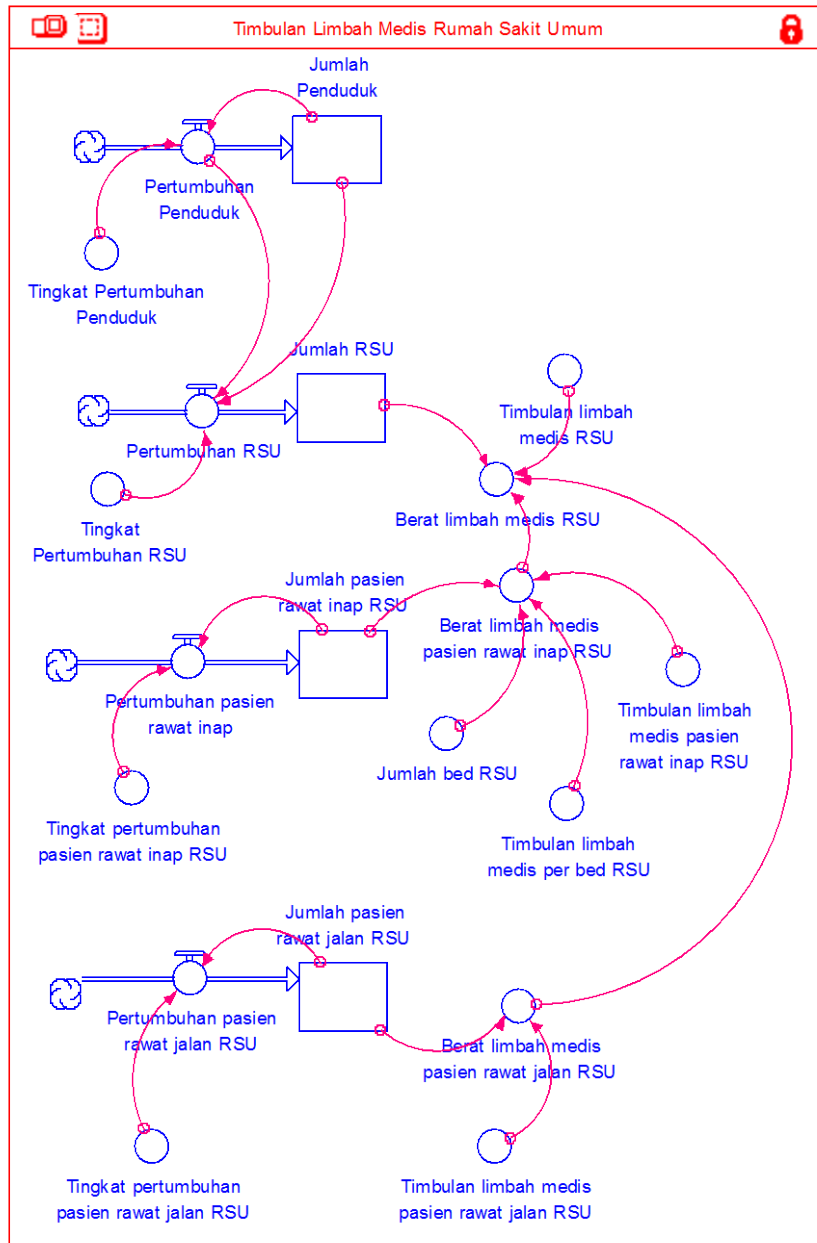 Timbulan Limbah Medis Rumah Sakit Umum
Jumlah
Penduduk
Pertumbuhan
Penduduk
Tingkat Pertumbuhan
Penduduk
Jumlah RSU
Timbulan limbah
medis RSU
Pertumbuhan RSU
Berat limbah medis RSU
Tingkat
Pertumbuhan RSU
Jumlah pasien
rawat inap RSU
Berat limbah medis
pasien rawat inap RSU
Pertumbuhan pasien
rawat inap
Timbulan limbah
medis pasien
rawat inap RSU
Jumlah bed RSU
Tingkat pertumbuhan
pasien rawat inap RSU
Timbulan limbah
medis per bed RSU
Jumlah pasien
rawat jalan RSU
Pertumbuhan pasien
rawat jalan RSU
Berat limbah medis
pasien rawat jalan RSU
Tingkat pertumbuhan
pasien rawat jalan RSU
Timbulan limbah medis
pasien rawat jalan RSU